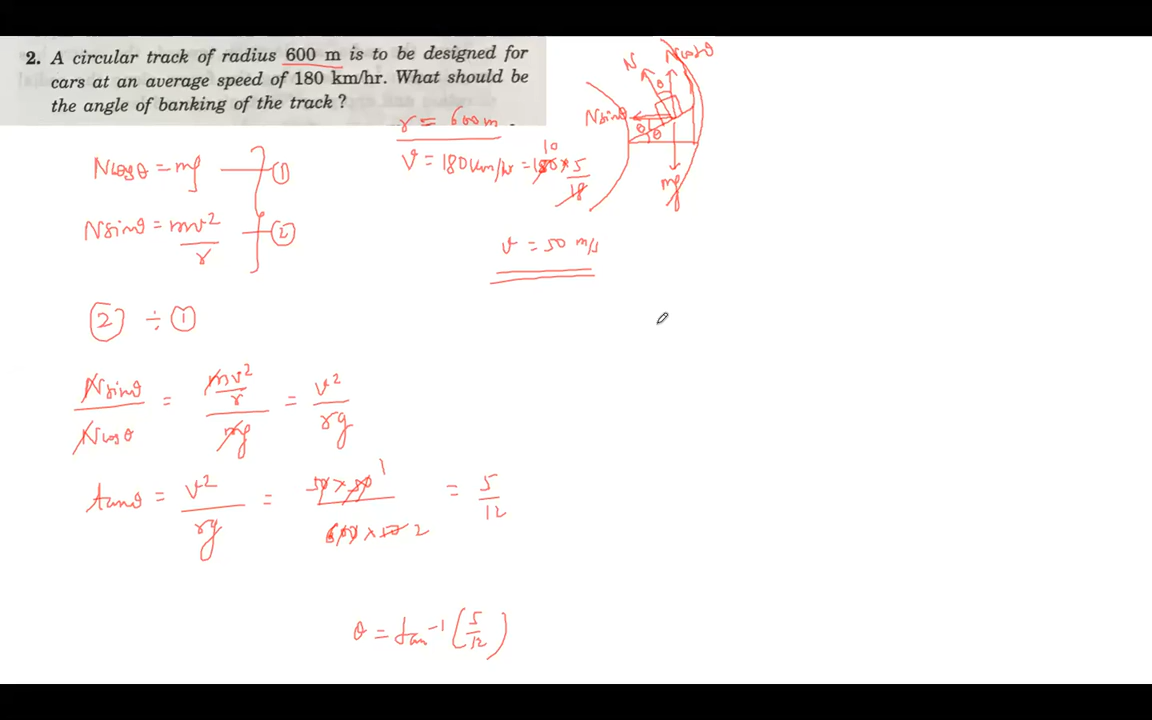 2. A circular track of radius 600 m is to be designed for
cars at an average speed of 180 km/hr. What should be
the angle of banking of the track ?
r = 600 m
V = 180 km/hr = 180 × 5/18
10
v = 50 m/s
N
Ncosθ
Nsinθ
θ
θ
θ
mg
Ncosθ = mg ①
Nsinθ = mv²/r ②
② ÷ ①
Nsinθ/Ncosθ = (mv²/r)/mg = v²/rg
tanθ = v²/rg = 50×50/600×10 = 5/12
1
2
θ = tan⁻¹(5/12)